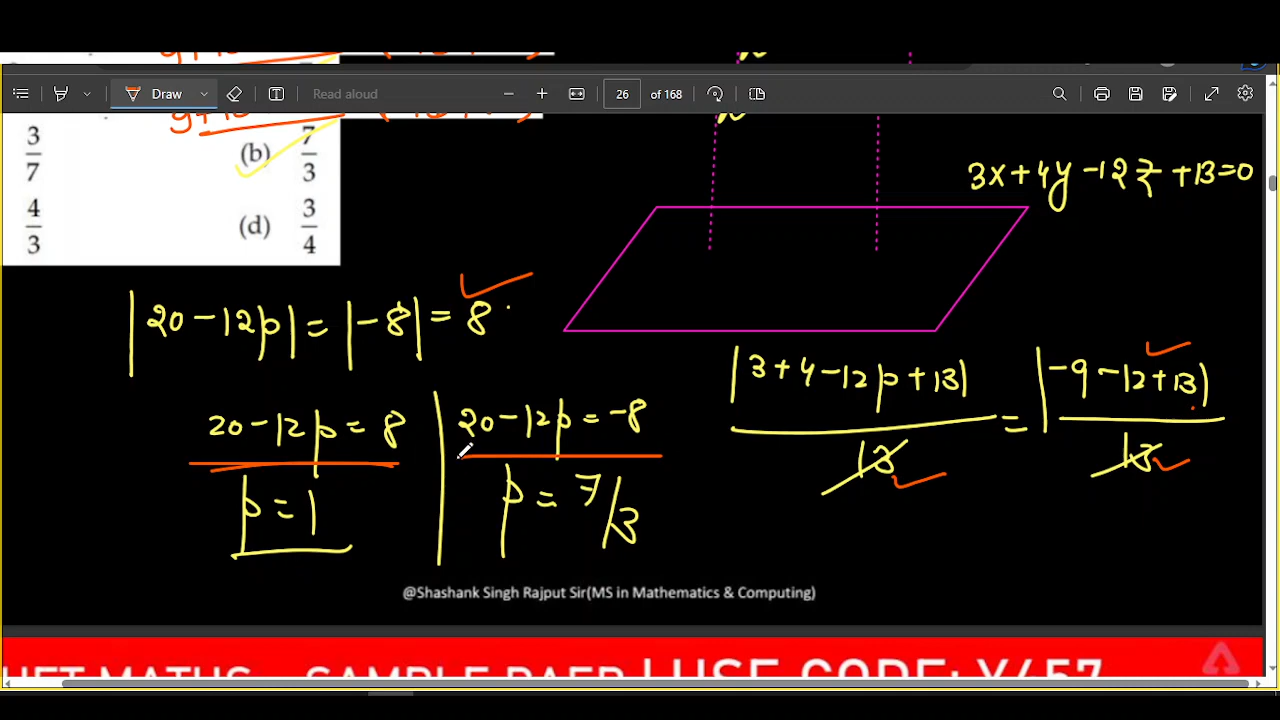 Draw
Read aloud
26 of 168
3/7 (b) 7/3
4/3 (d) 3/4
3x+4y-12z+13=0
|20-12p| = |-8| = 8
|3+4-12p+13| / 13 = |-9-12+13| / 13
20-12p = 8 | 20-12p = -8
p = 1 | p = 7/3
@Shashank Singh Rajput Sir(MS in Mathematics & Computing)
USE CODE: Y457